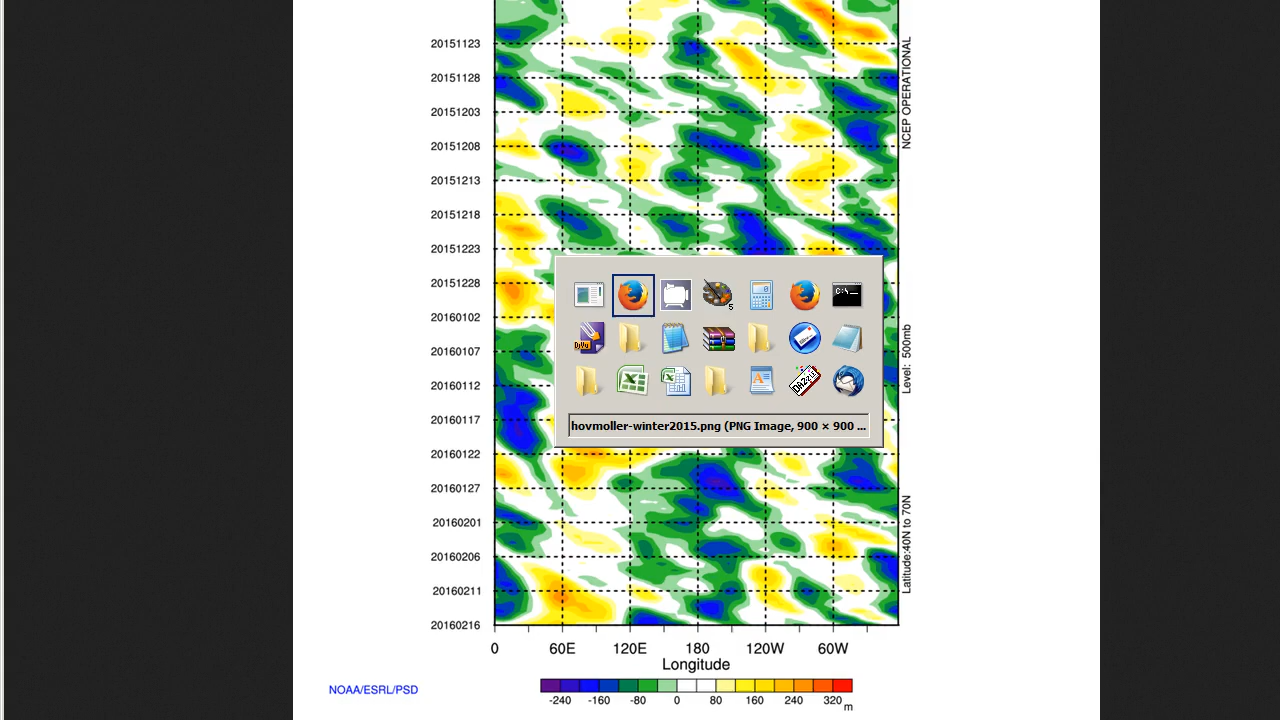 20151123
20151128
20151203
20151208
20151213
20151218
20151223
20151228
20160102
20160107
20160112
20160117
20160122
20160127
20160201
20160206
20160211
20160216
NCEP OPERATIONAL
Level: 500mb
Latitude:40N to 70N
5
C:\_
DjVu
hovmoller-winter2015.png (PNG Image, 900 × 900 ...
0 60E 120E 180 120W 60W
Longitude
NOAA/ESRL/PSD
-240 -160 -80 0 80 160 240 320
m